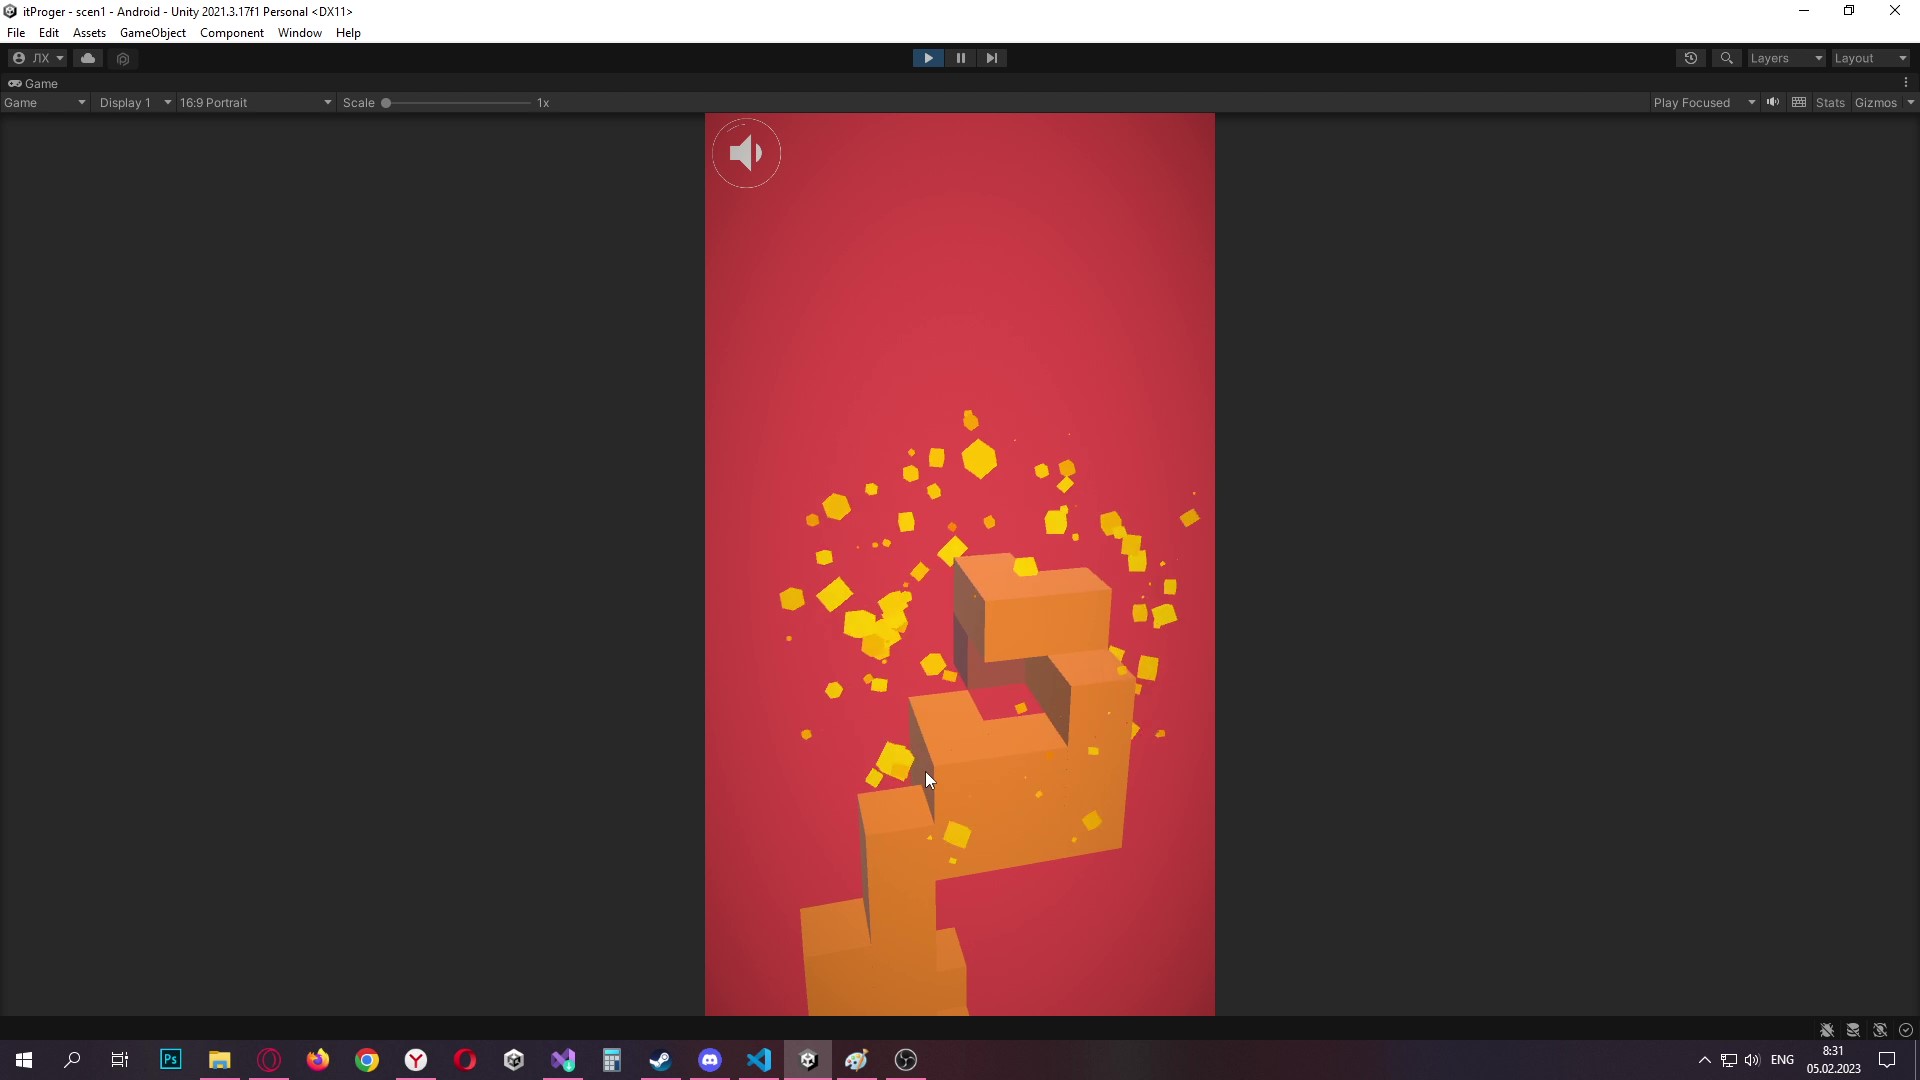 itProger - scen1 - Android - Unity 2021.3.17f1 Personal <DX11>
File Edit Assets GameObject Component Window Help
ЛХ Layers Layout
Game
Game Display 1 16:9 Portrait Scale 1x Play Focused Stats Gizmos
Ps Y ENG 8:31
05.02.2023